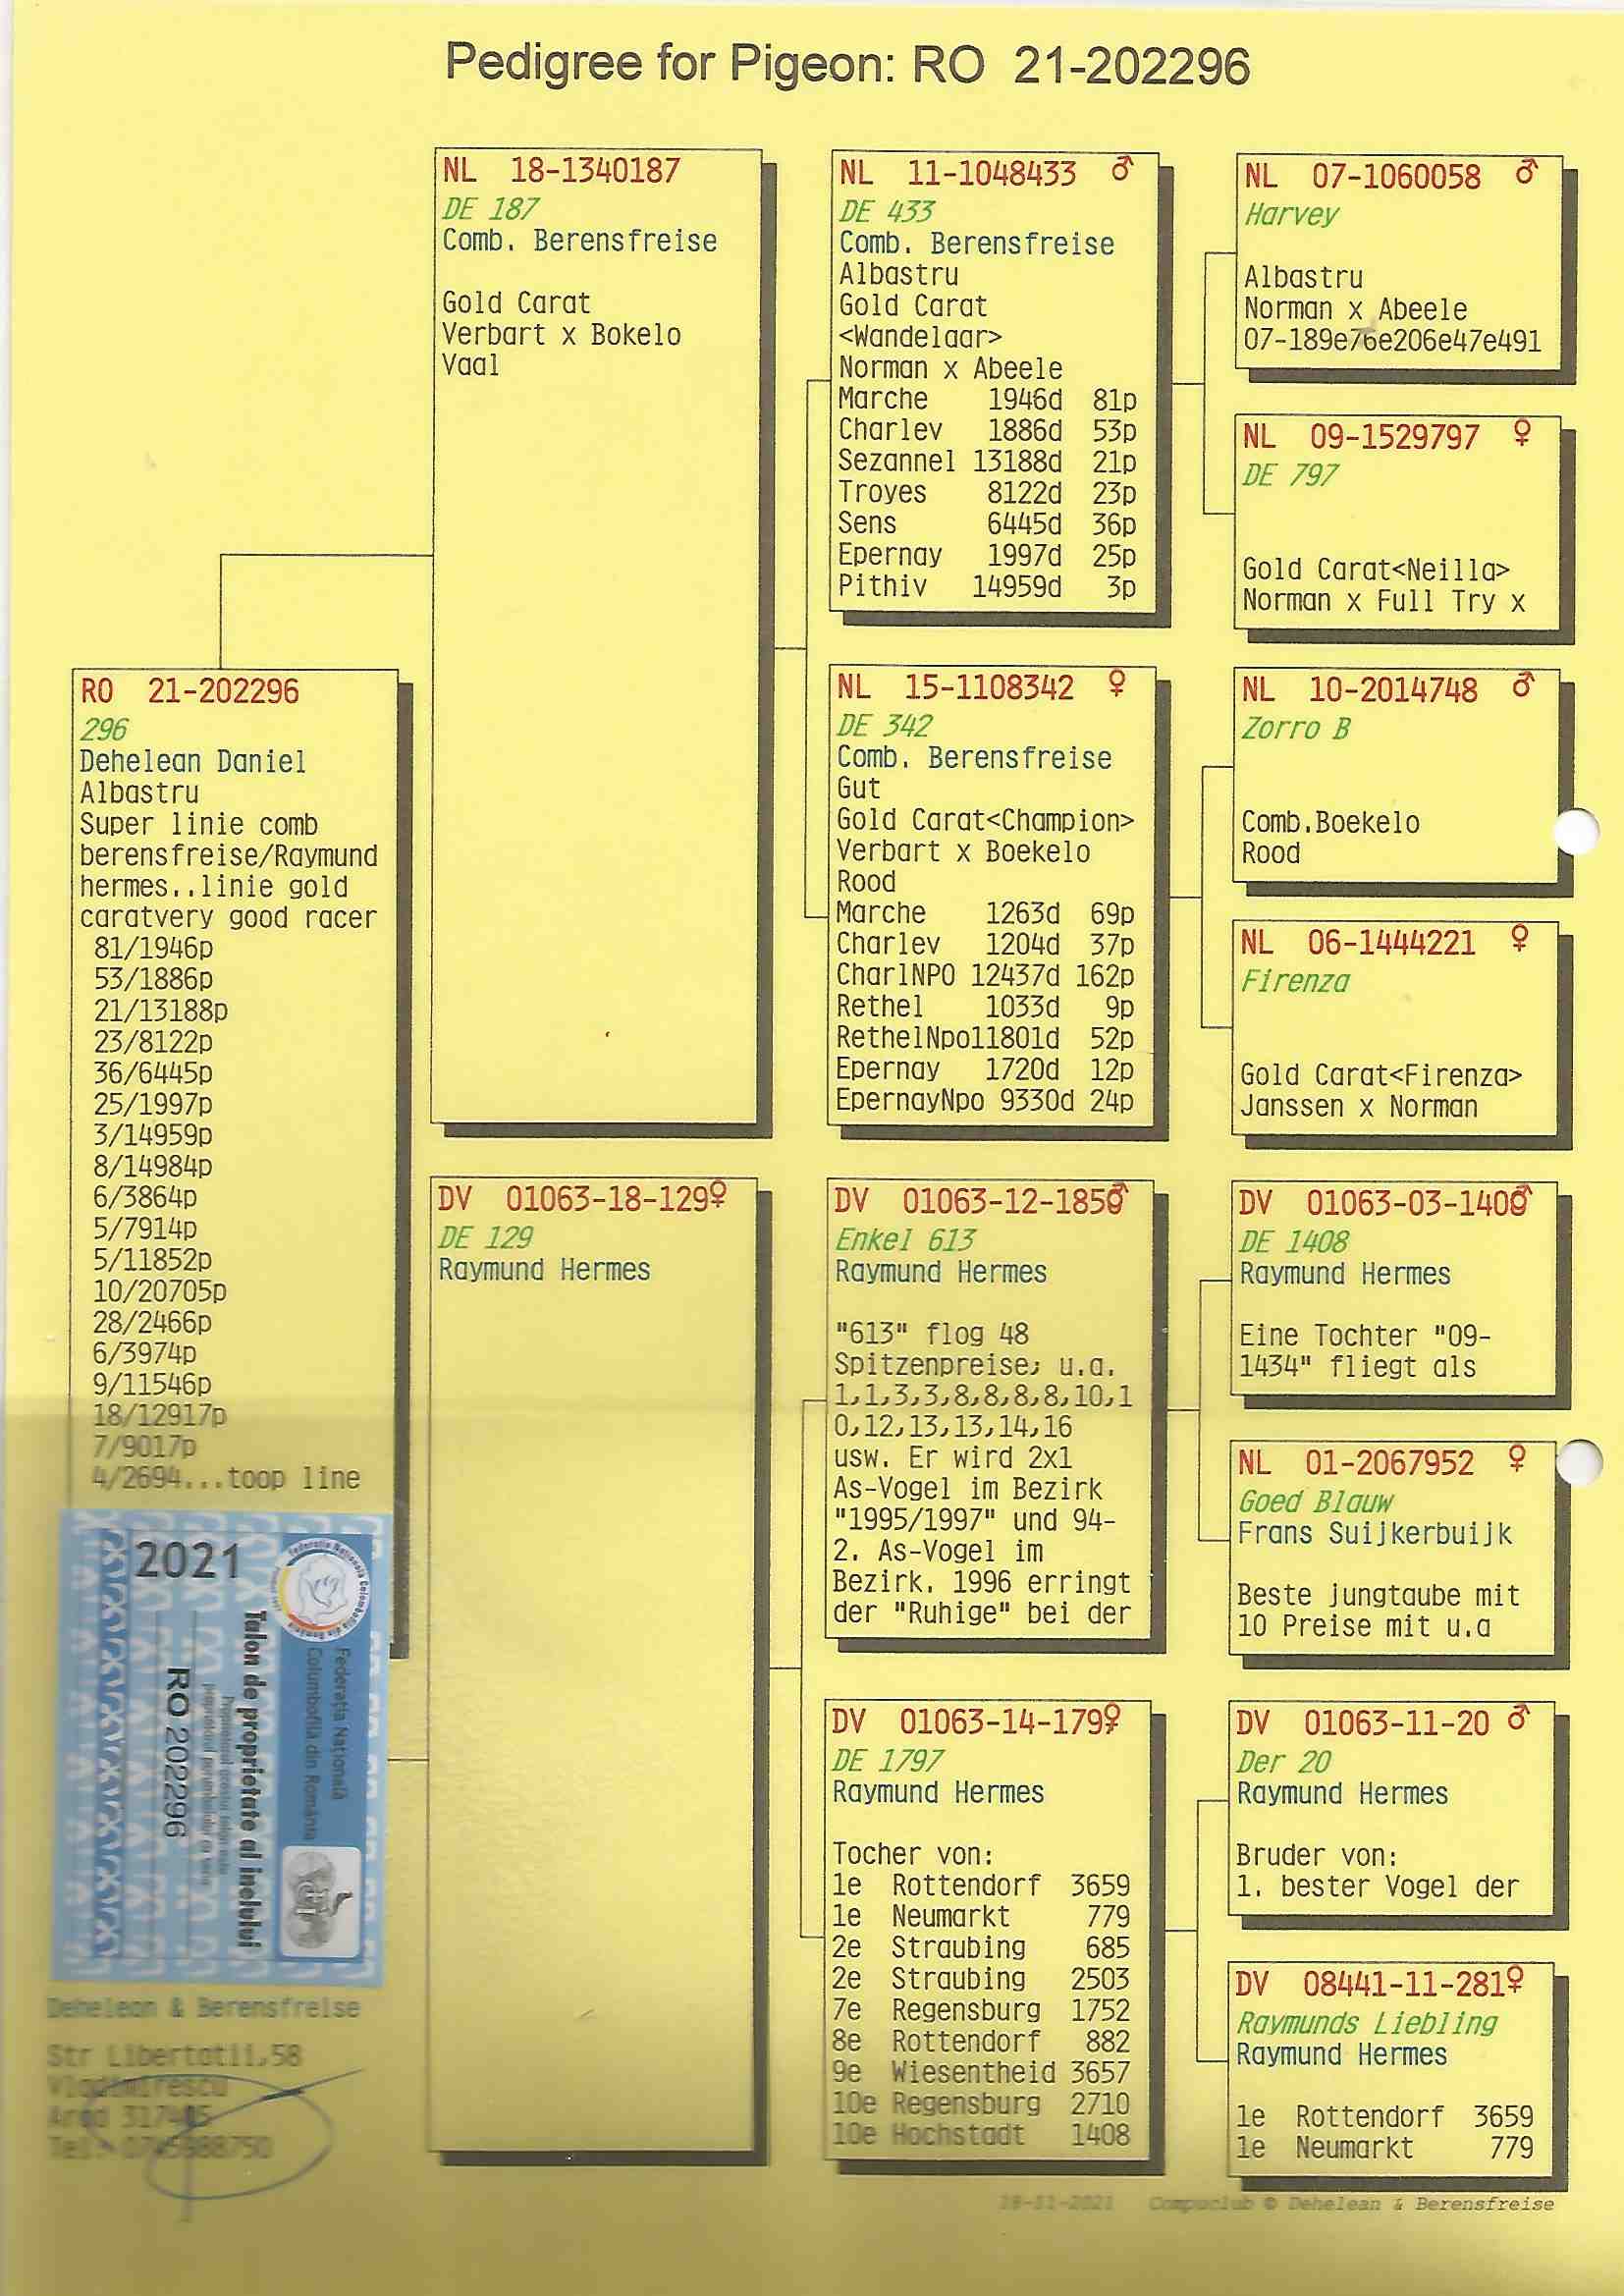 Pedigree for Pigeon: RO 21-202296
RO 21-202296
296
Dehelean Daniel
Albastru
Super linie comb
berensfreise/Raymund
hermes..linie gold
caratvery good racer
81/1946p
53/1886p
21/13188p
23/8122p
36/6445p
25/1997p
3/14959p
8/14984p
6/3864p
5/7914p
5/11852p
10/20705p
28/2466p
6/3974p
9/11546p
18/12917p
7/9017p
4/2694...toop line
2021
Federația Națională
Columbofilă din România
Talon de proprietate al inelului
RO 202296
Dehelean & Berensfreise
Str Libertatii,58
Vladimirescu
Arad 317405
Tel.
NL 18-1340187
DE 187
Comb. Berensfreise
Gold Carat
Verbart x Bokelo
Vaal
DV 01063-18-129♀
DE 129
Raymund Hermes
NL 11-1048433 ♂
DE 433
Comb. Berensfreise
Albastru
Gold Carat
<Wandelaar>
Norman x Abeele
Marche 1946d 81p
Charlev 1886d 53p
Sezannel 13188d 21p
Troyes 8122d 23p
Sens 6445d 36p
Epernay 1997d 25p
Pithiv 14959d 3p
NL 15-1108342 ♀
DE 342
Comb. Berensfreise
Gut
Gold Carat<Champion>
Verbart x Boekelo
Rood
Marche 1263d 69p
Charlev 1204d 37p
CharlNPO 12437d 162p
Rethel 1033d 9p
RethelNpo11801d 52p
Epernay 1720d 12p
EpernayNpo 9330d 24p
DV 01063-12-185♂
Enkel 613
Raymund Hermes
"613" flog 48
Spitzenpreise; u.a.
1,1,3,3,8,8,8,8,10,1
0,12,13,13,14,16
usw. Er wird 2x1
As-Vogel im Bezirk
"1995/1997" und 94-
2. As-Vogel im
Bezirk. 1996 erringt
der "Ruhige" bei der
DV 01063-14-179♀
DE 1797
Raymund Hermes
Tocher von:
1e Rottendorf 3659
1e Neumarkt 779
2e Straubing 685
2e Straubing 2503
7e Regensburg 1752
8e Rottendorf 882
9e Wiesentheid 3657
10e Regensburg 2710
10e Hochstadt 1408
NL 07-1060058 ♂
Harvey
Albastru
Norman x Abeele
07-189e76e206e47e491
NL 09-1529797 ♀
DE 797
Gold Carat<Neilla>
Norman x Full Try x
NL 10-2014748 ♂
Zorro B
Comb.Boekelo
Rood
NL 06-1444221 ♀
Firenza
Gold Carat<Firenza>
Janssen x Norman
DV 01063-03-140♂
DE 1408
Raymund Hermes
Eine Tochter "09-
1434" fliegt als
NL 01-2067952 ♀
Goed Blauw
Frans Suijkerbuijk
Beste jungtaube mit
10 Preise mit u.a
DV 01063-11-20 ♂
Der 20
Raymund Hermes
Bruder von:
1. bester Vogel der
DV 08441-11-281♀
Raymunds Liebling
Raymund Hermes
1e Rottendorf 3659
1e Neumarkt 779
18-11-2021 Compuclub © Dehelean & Berensfreise